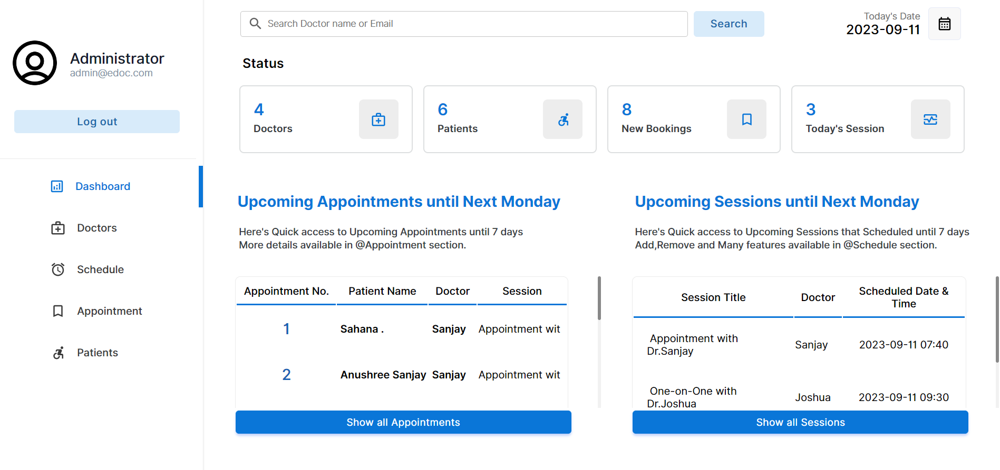 Administrator
admin@edoc.com
Log out
Dashboard
Doctors
Schedule
Appointment
Patients
Search Doctor name or Email
Search
Today's Date
2023-09-11
Status
4
Doctors
6
Patients
8
New Bookings
3
Today's Session
Upcoming Appointments until Next Monday
Here's Quick access to Upcoming Appointments until 7 days
More details available in @Appointment section.
Appointment No. Patient Name Doctor Session
1 Sahana . Sanjay Appointment wit
2 Anushree Sanjay Sanjay Appointment wit
Show all Appointments
Upcoming Sessions until Next Monday
Here's Quick access to Upcoming Sessions that Scheduled until 7 days
Add,Remove and Many features available in @Schedule section.
Session Title Doctor Scheduled Date &
Time
Appointment with
Dr.Sanjay
Sanjay 2023-09-11 07:40
One-on-One with
Dr.Joshua
Joshua 2023-09-11 09:30
Show all Sessions